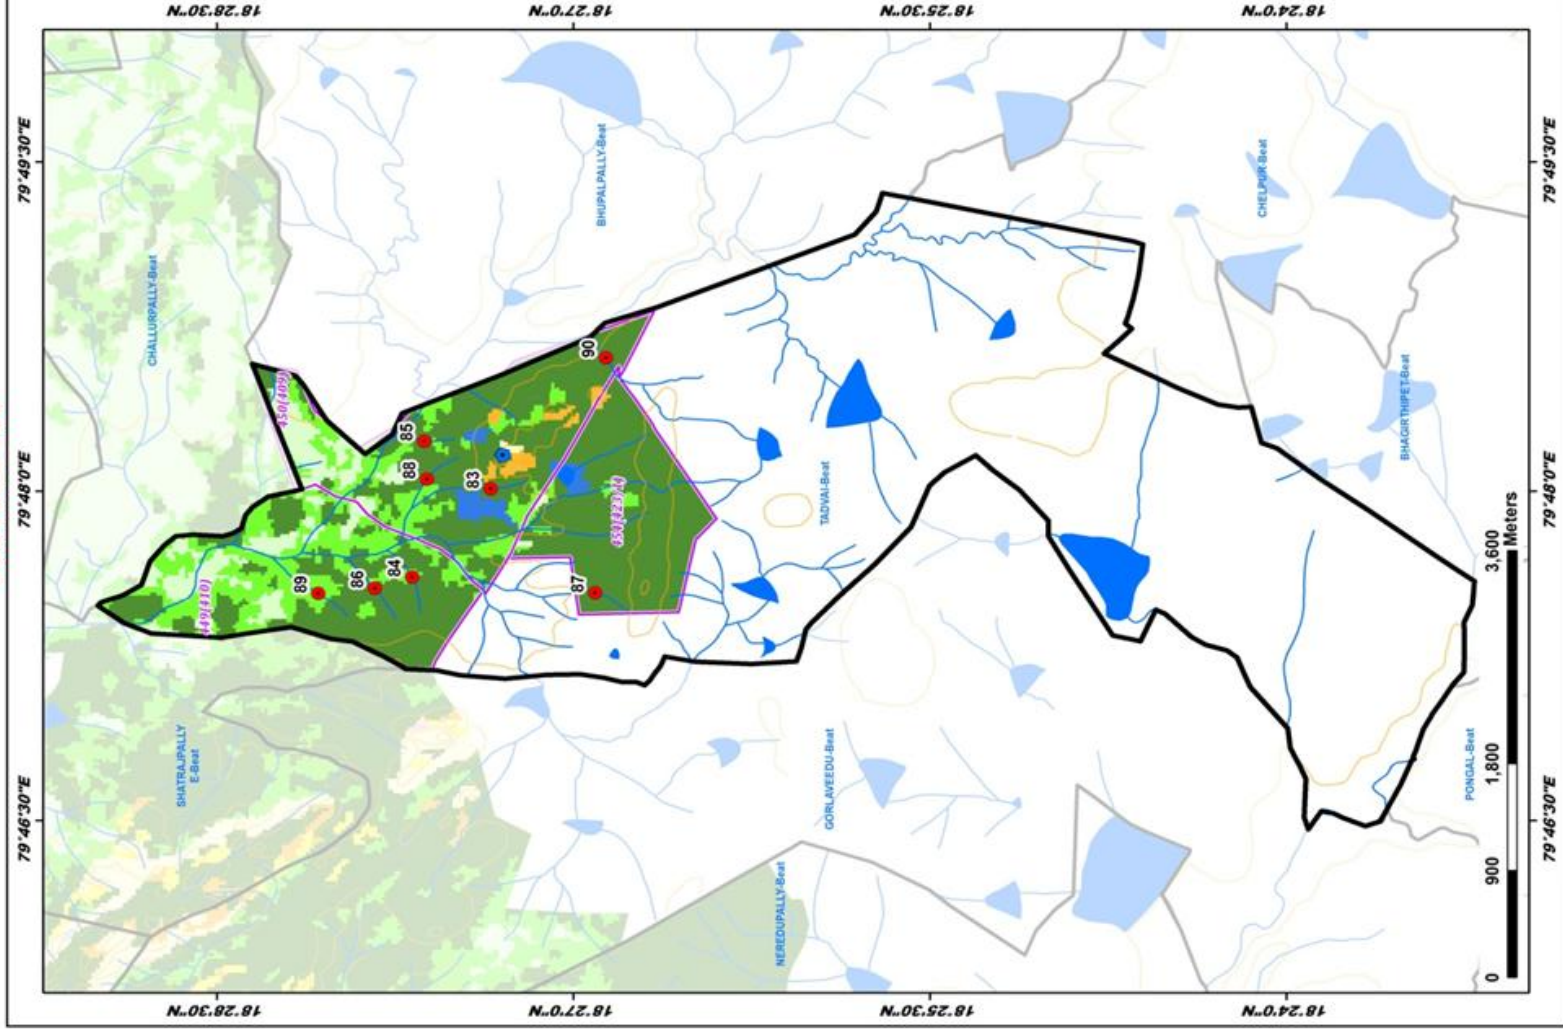 18°28'30"N
18°27'0"N
18°25'30"N
18°24'0"N
79°49'30"E
79°49'30"E
CHALLURPALLY-Beat
BHUPALPALLY-Beat
CHELPUR-Beat
450(409)
90
BHAGIRTHIPET-Beat
85
88
83
79°48'0"E
79°48'0"E
TADVAI-Beat
449(410)
89
86
84
87
SHATRAJPALLY
E-Beat
GORLAVEEDU-Beat
PONGAL-Beat
79°46'30"E
79°46'30"E
NEREDUPALLY-Beat
0
900
1,800
3,600
Meters
18°28'30"N
18°27'0"N
18°25'30"N
18°24'0"N